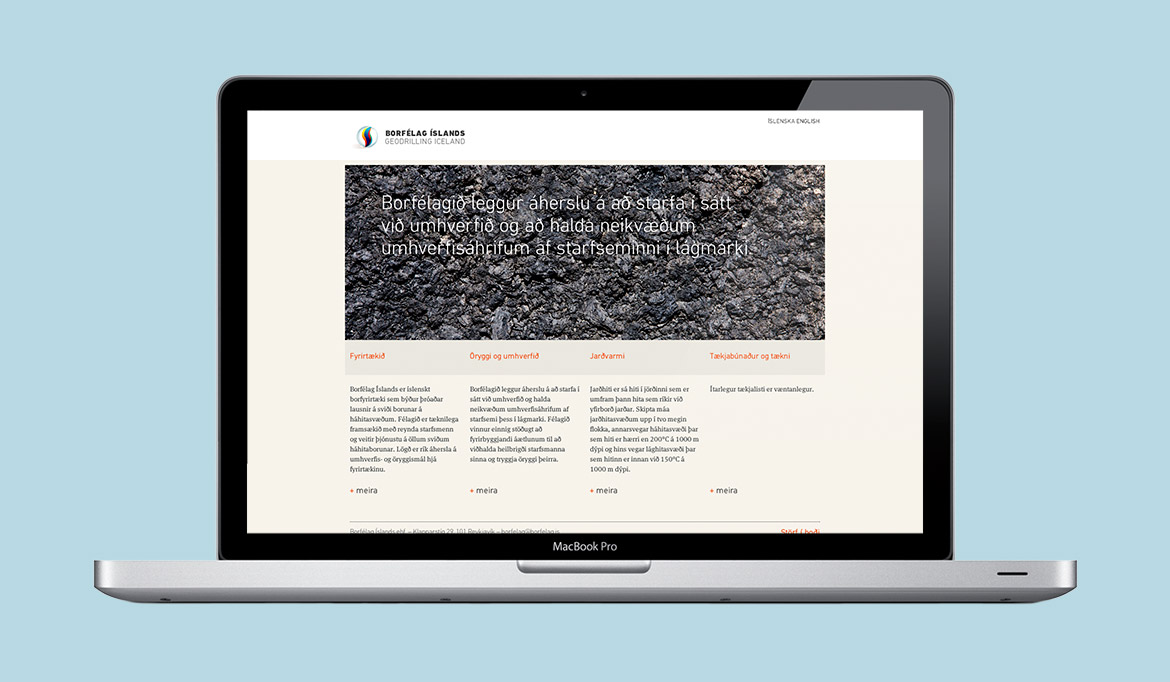 ÍSLENSKA ENGLISH
BORFÉLAG ÍSLANDS
GEODRILLING ICELAND
Borfélagið leggur áherslu á að starfa í sátt
við umhverfið og að halda neikvæðum
umhverfisáhrifum af starfseminni í lágmarki.
Fyrirtækið
Borfélag Íslands er íslenskt
borfyrirtæki sem býður þróaðar
lausnir á sviði borunar á
háhitasvæðum. Félagið er tæknilega
framsækið með reynda starfsmenn
og veitir þjónustu á öllum sviðum
háhitaborunar. Lögð er rík áhersla á
umhverfis- og öryggismál hjá
fyrirtækinu.
+ meira
Öryggi og umhverfið
Borfélagið leggur áherslu á að starfa í
sátt við umhverfið og að halda
neikvæðum umhverfisáhrifum af
starfsemi þess í lágmarki. Félagið
vinnur einnig stöðugt að
fyrirbyggjandi áætlunum til að
viðhalda heilbrigði starfsmanna
sinna og tryggja öryggi þeirra.
+ meira
Jarðvarmi
Jarðhiti er sá hiti í jörðinni sem er
umfram þann hita sem ríkir við
yfirborð jarðar. Skipta máa
jarðhitasvæðum upp í tvo megin
flokka, annarsvegar háhitasvæði þar
sem hiti er hærri en 200°C á 1000 m
dýpi og hins vegar lághitasvæði þar
sem hitinn er innan við 150°C á
1000 m dýpi.
+ meira
Tækjabúnaður og tækni
Ítarlegur tækjalisti er væntanlegur.
+ meira
Borfélag Íslands ehf. – Klapparstíg 29, 101 Reykjavík – borfelag@borfelag.is
Störf í boði
MacBook Pro